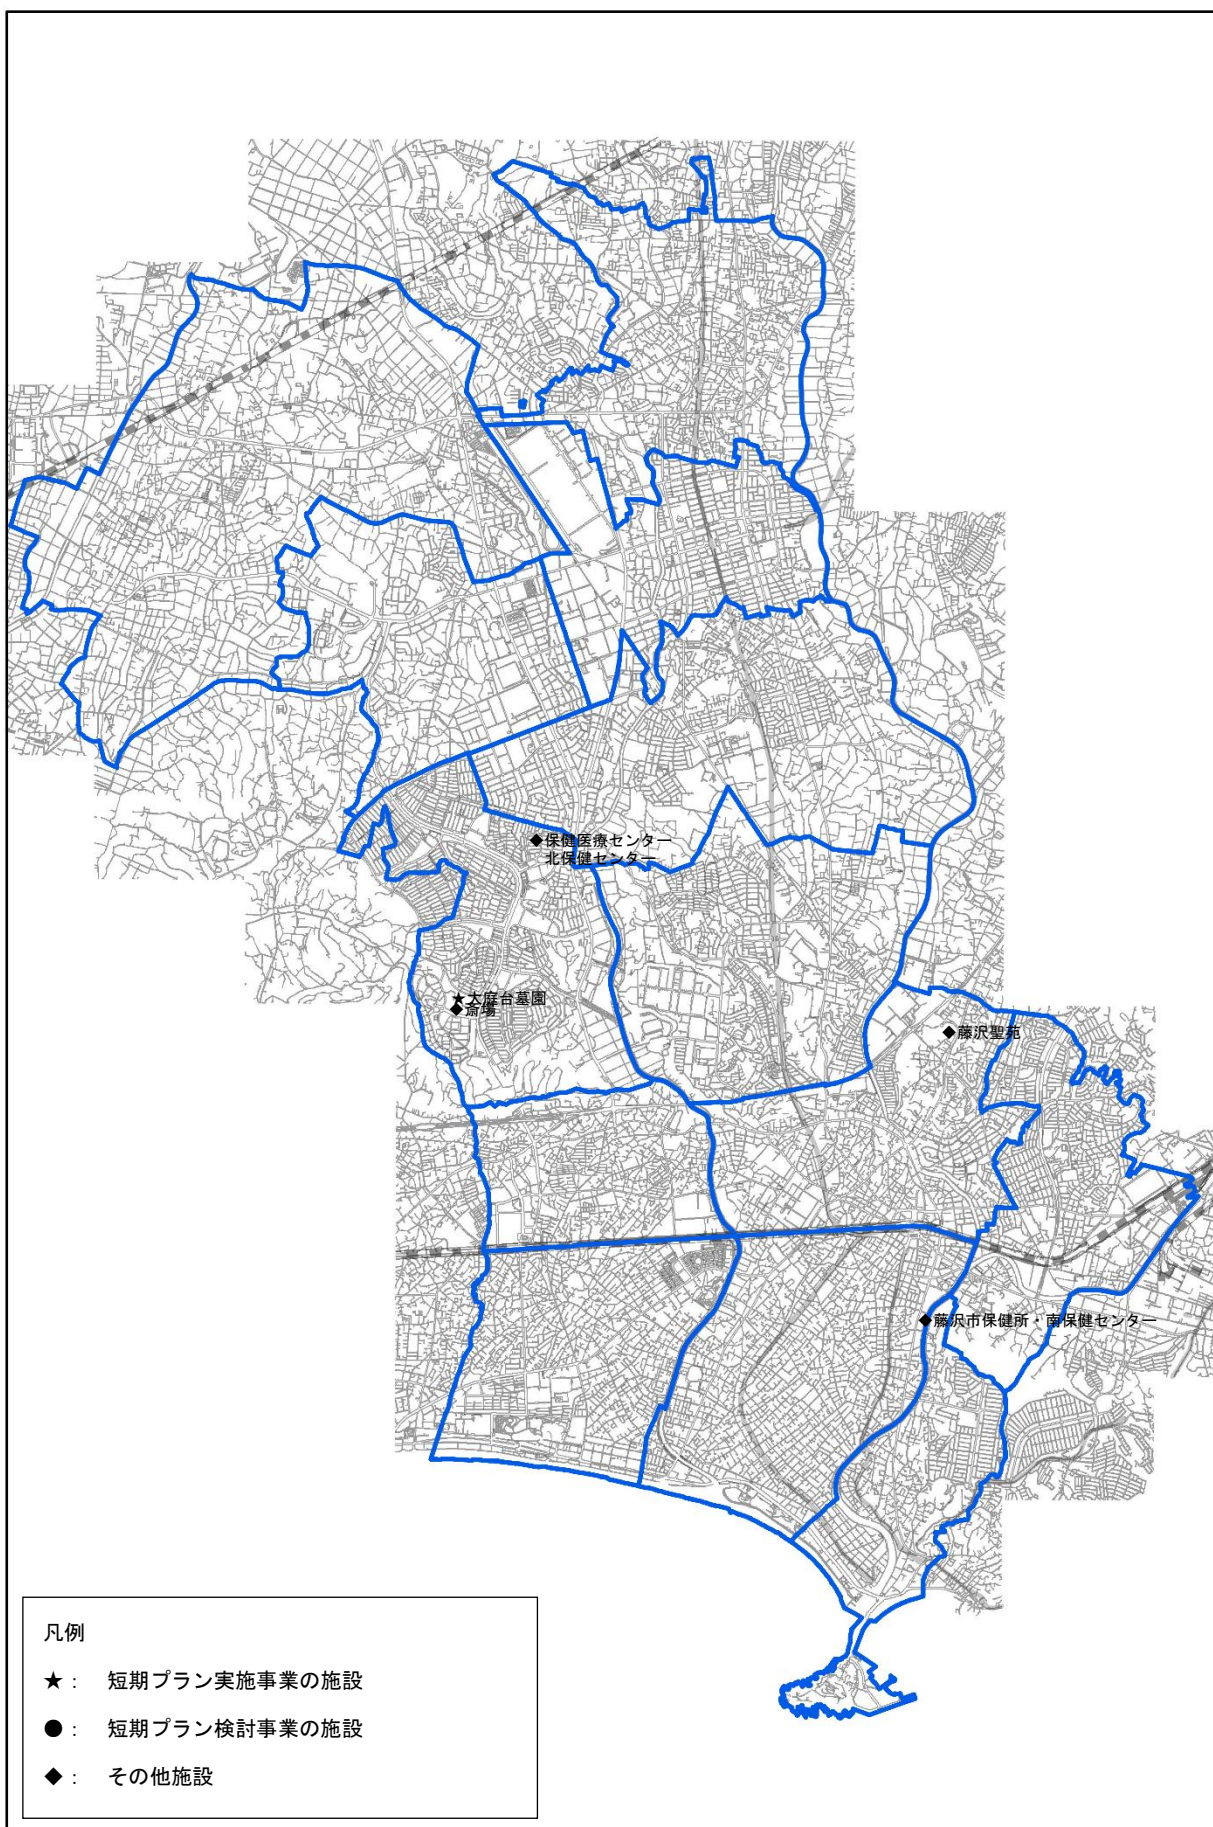 ◆保健医療センター
北保健センター
★大庭台墓園
◆斎場
◆藤沢聖苑
◆藤沢市保健所・南保健センター
凡例
★： 短期プラン実施事業の施設
●： 短期プラン検討事業の施設
◆： その他施設